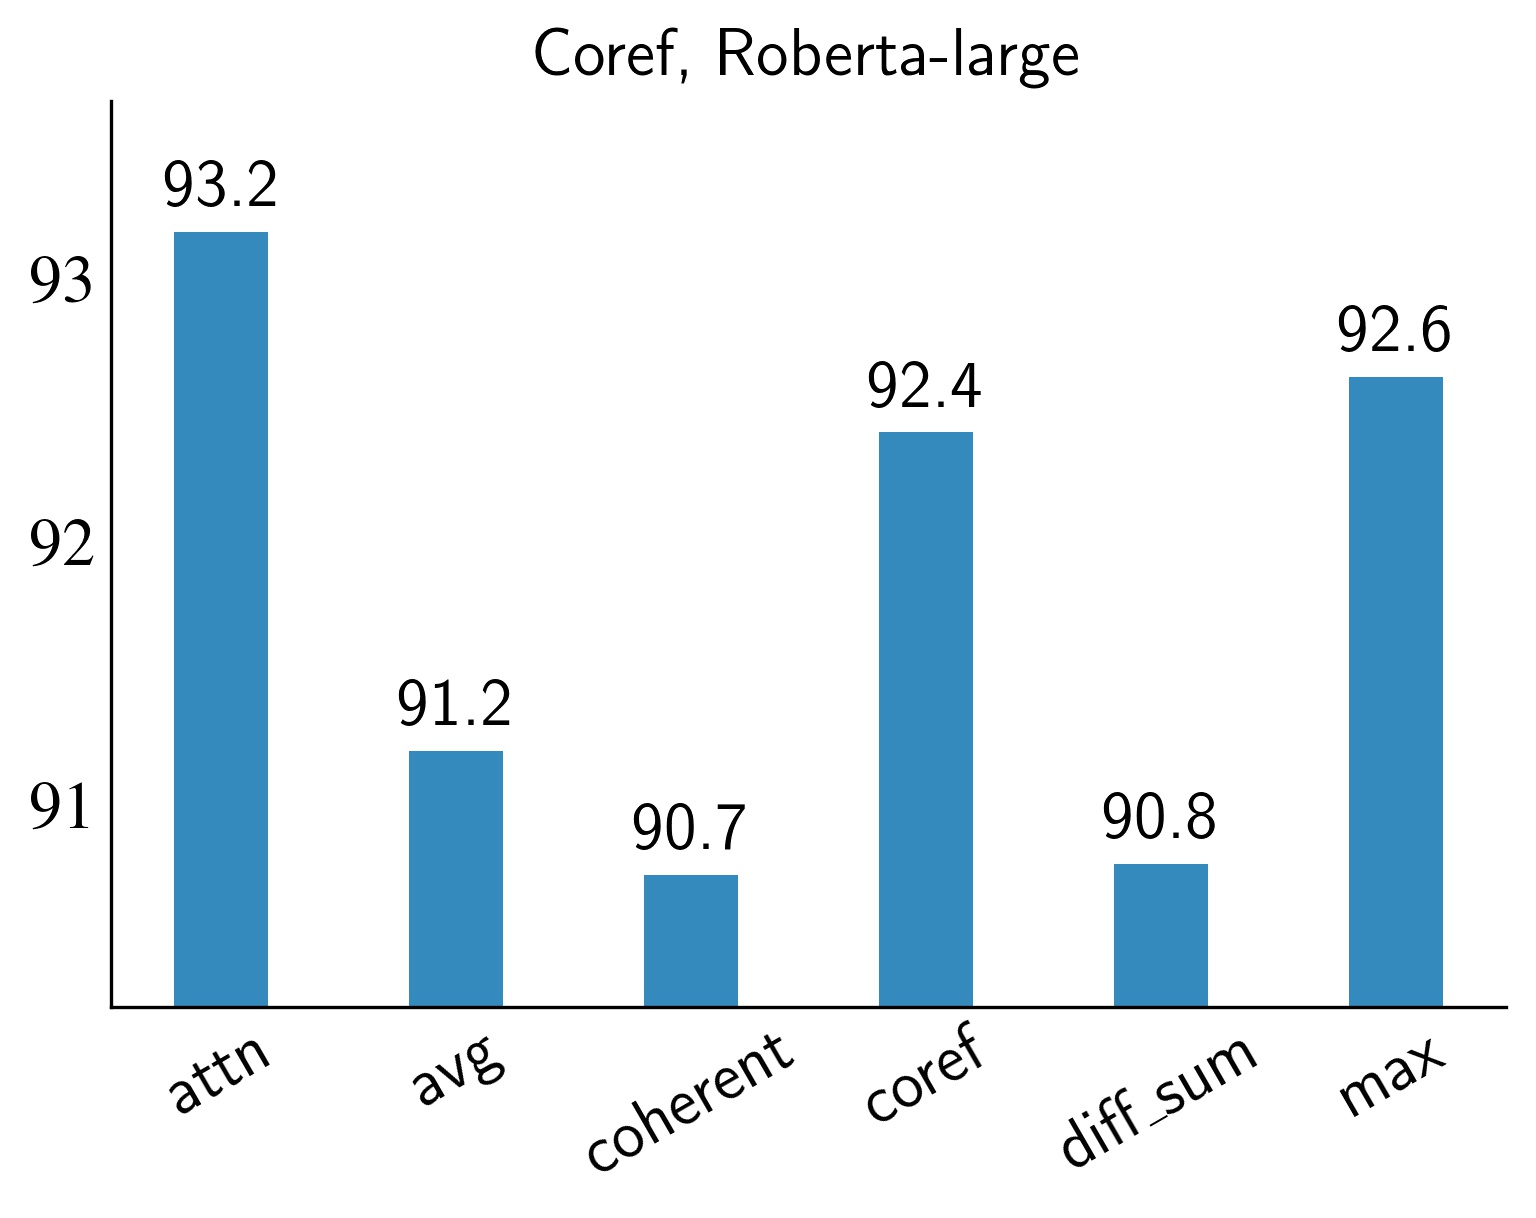 Coref, Roberta-large
93.2
93
92.6
92.4
92
91.2
91
90.7
90.8
attn
avg
coherent
coref
diff_sum
max